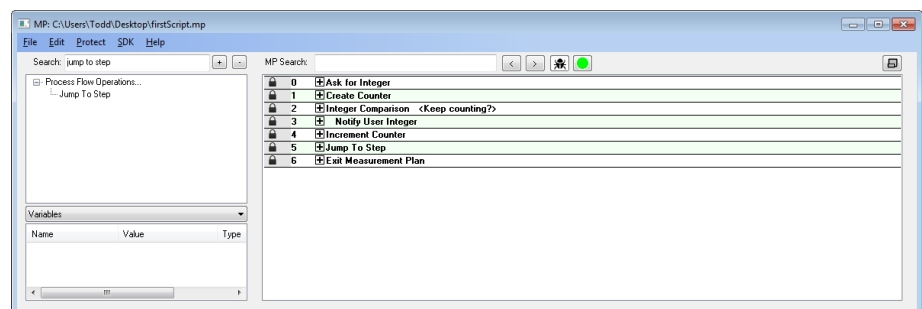 MP: C:\Users\Todd\Desktop\firstScript.mp
File Edit Protect SDK Help
Search: jump to step + -
MP Search: < >
Process Flow Operations...
Jump To Step
0 Ask for Integer
1 Create Counter
2 Integer Comparison <Keep counting?>
3 Notify User Integer
4 Increment Counter
5 Jump To Step
6 Exit Measurement Plan
Variables
Name Value Type